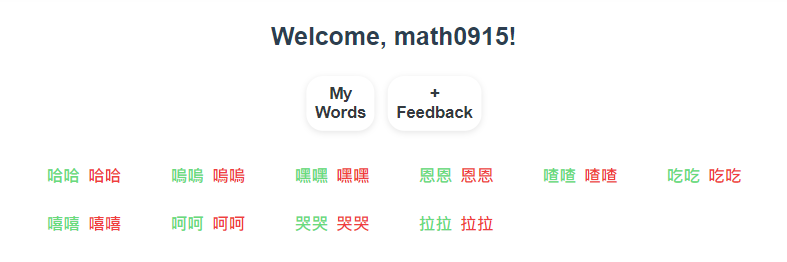 Welcome, math0915!
My
Words
+
Feedback
哈哈 哈哈 嗚嗚 嗚嗚 嘿嘿 嘿嘿 恩恩 恩恩 喳喳 喳喳 吃吃 吃吃
嘻嘻 嘻嘻 呵呵 呵呵 哭哭 哭哭 拉拉 拉拉